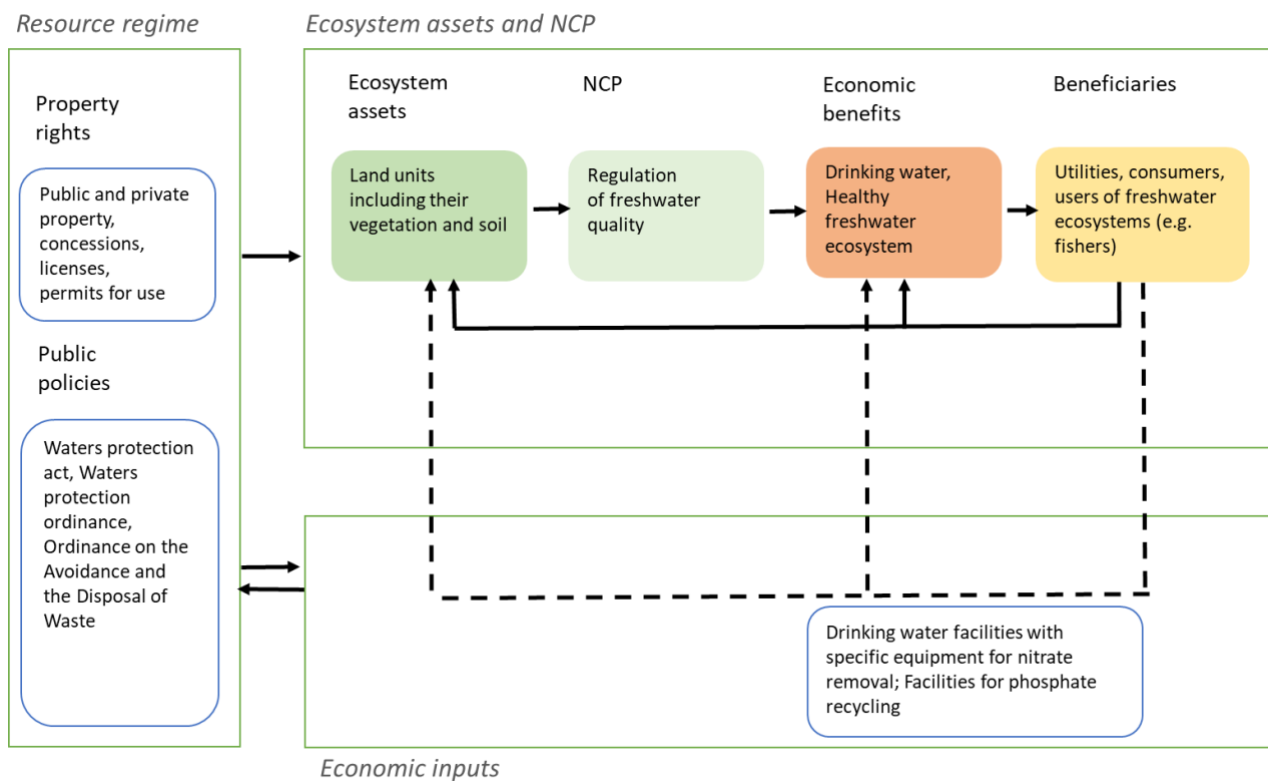 Resource regime
Property
rights
Public and private
property,
concessions,
licenses,
permits for use
Public
policies
Waters protection
act, Waters
protection
ordinance,
Ordinance on the
Avoidance and
the Disposal of
Waste
Ecosystem assets and NCP
Ecosystem
assets
Land units
including their
vegetation and soil
NCP
Regulation
of freshwater
quality
Economic
benefits
Drinking water,
Healthy
freshwater
ecosystem
Beneficiaries
Utilities, consumers,
users of freshwater
ecosystems (e.g.
fishers)
Drinking water facilities with
specific equipment for nitrate
removal; Facilities for phosphate
recycling
Economic inputs